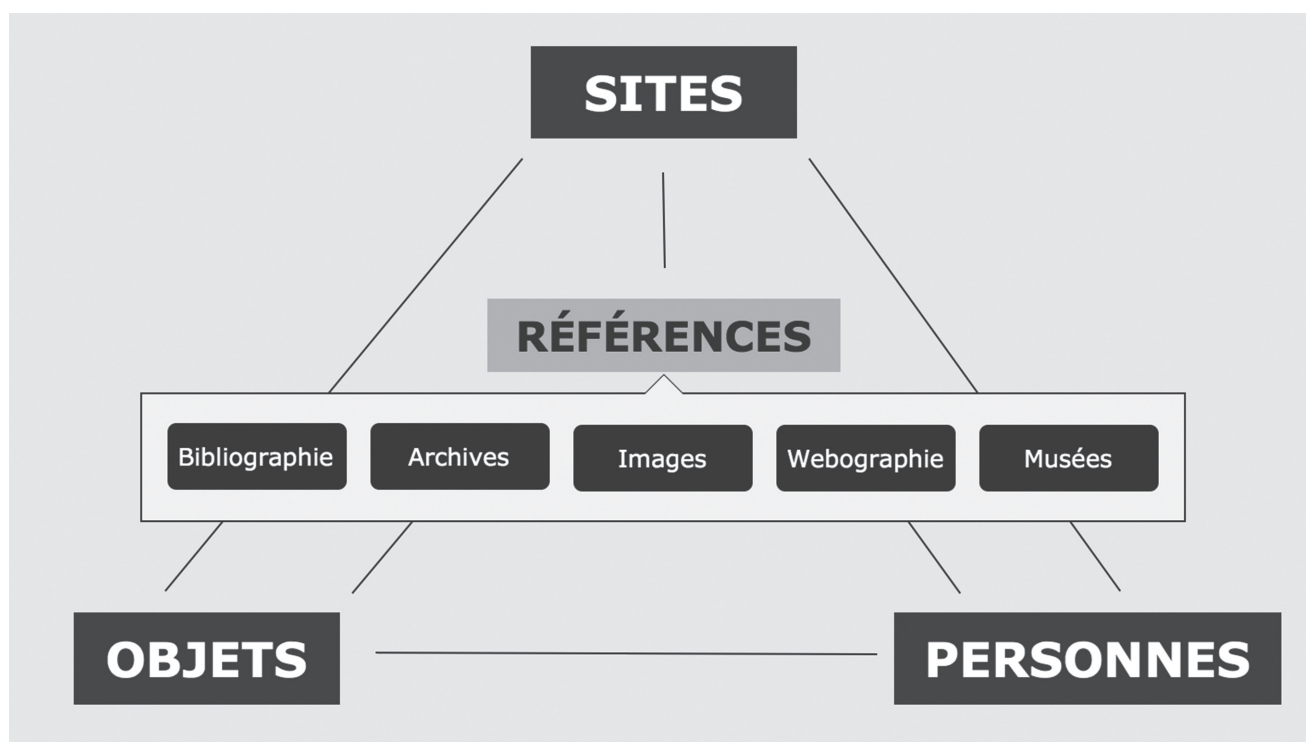 SITES
RÉFÉRENCES
Bibliographie
Archives
Images
Webographie
Musées
OBJETS
PERSONNES